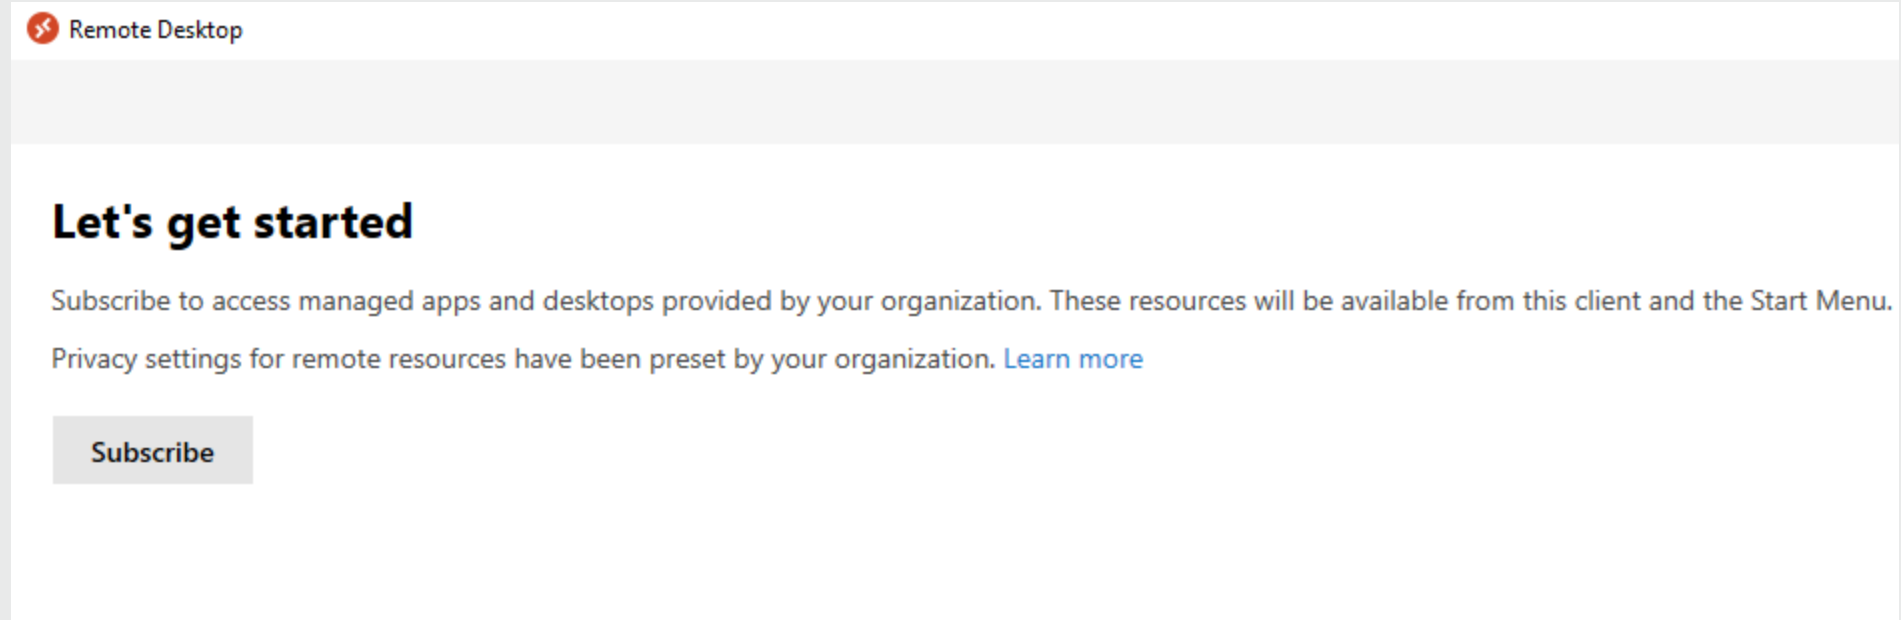 Remote Desktop
Let's get started
Subscribe to access managed apps and desktops provided by your organization. These resources will be available from this client and the Start Menu.
Privacy settings for remote resources have been preset by your organization. Learn more
Subscribe